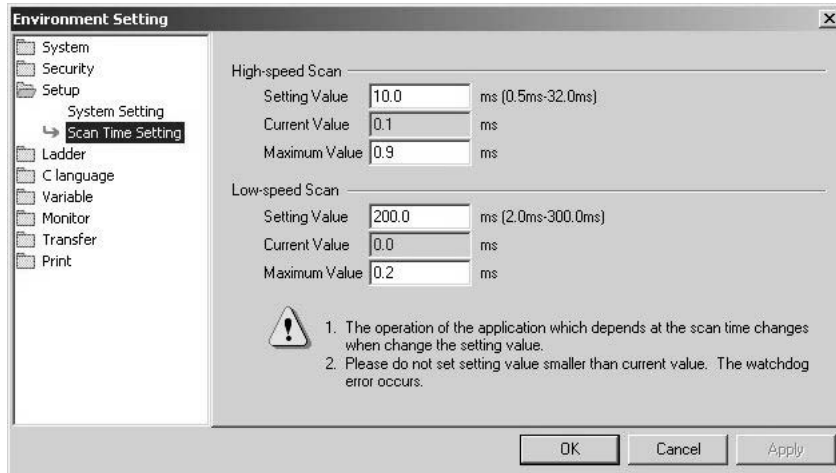 Environment Setting
System
Security
Setup
System Setting
Scan Time Setting
Ladder
C language
Variable
Monitor
Transfer
Print
High-speed Scan
Setting Value 10.0 ms (0.5ms-32.0ms)
Current Value 0.1 ms
Maximum Value 0.9 ms
Low-speed Scan
Setting Value 200.0 ms (2.0ms-300.0ms)
Current Value 0.0 ms
Maximum Value 0.2 ms
1. The operation of the application which depends at the scan time changes
when change the setting value.
2. Please do not set setting value smaller than current value. The watchdog
error occurs.
OK Cancel Apply